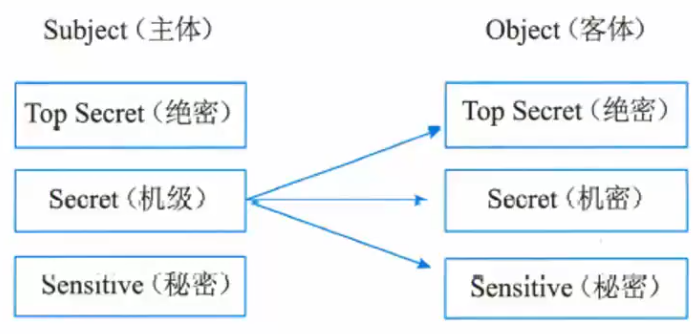 Subject（主体）
Object（客体）
Top Secret（绝密）
Top Secret（绝密）
Secret（机级）
Secret（机密）
Sensitive（秘密）
Sensitive（秘密）